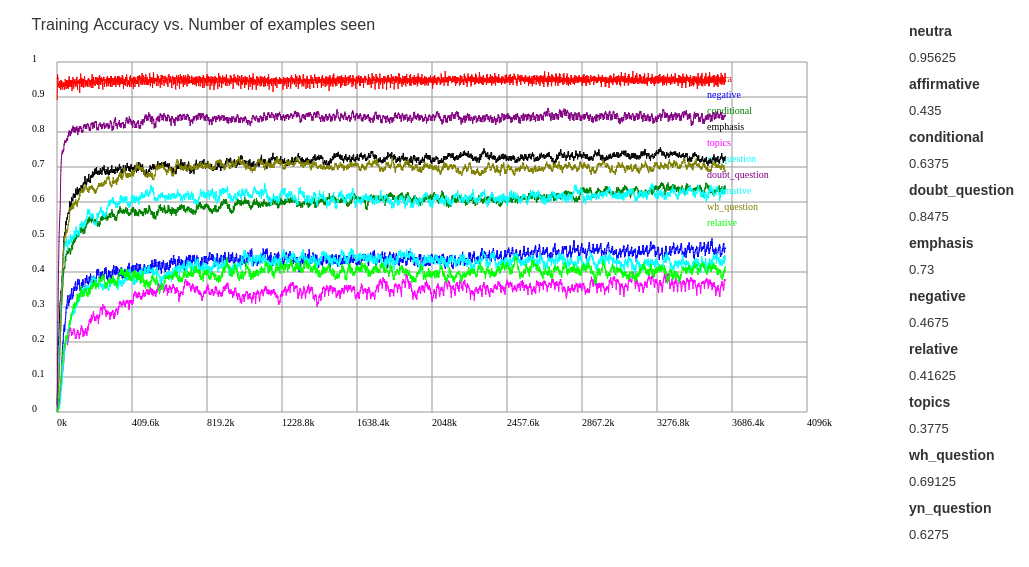 Training Accuracy vs. Number of examples seen
1
0.9
0.8
0.7
0.6
0.5
0.4
0.3
0.2
0.1
0
0k
409.6k
819.2k
1228.8k
1638.4k
2048k
2457.6k
2867.2k
3276.8k
3686.4k
4096k
negative
conditional
emphasis
topics
doubt_question
wh_question
relative
neutra
0.95625
affirmative
0.435
conditional
0.6375
doubt_question
0.8475
emphasis
0.73
negative
0.4675
relative
0.41625
topics
0.3775
wh_question
0.69125
yn_question
0.6275